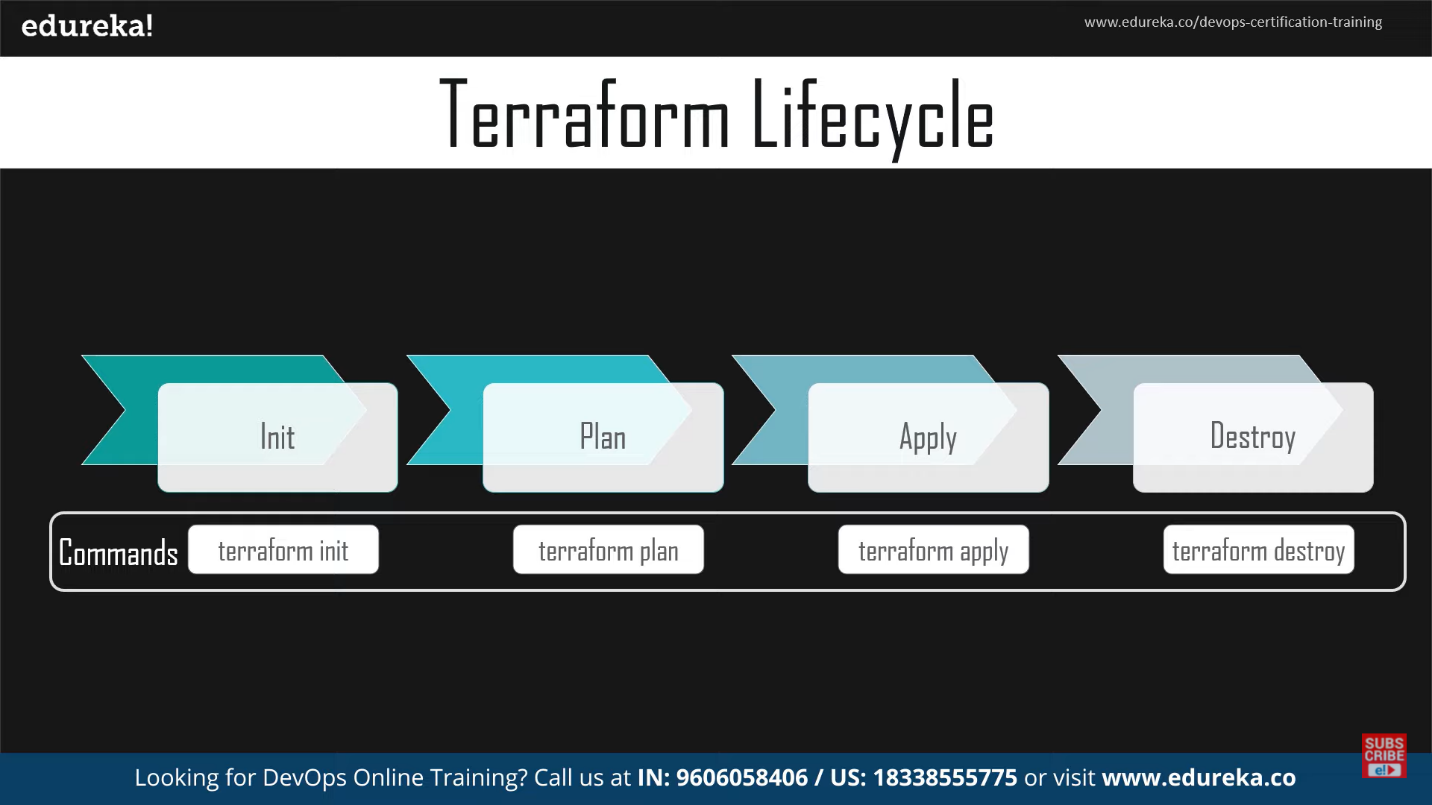 edureka!
www.edureka.co/devops-certification-training
Terraform Lifecycle
Init
Plan
Apply
Destroy
Commands
terraform init
terraform plan
terraform apply
terraform destroy
SUBS
CRIBE
e!
Looking for DevOps Online Training? Call us at IN: 9606058406 / US: 18338555775 or visit www.edureka.co